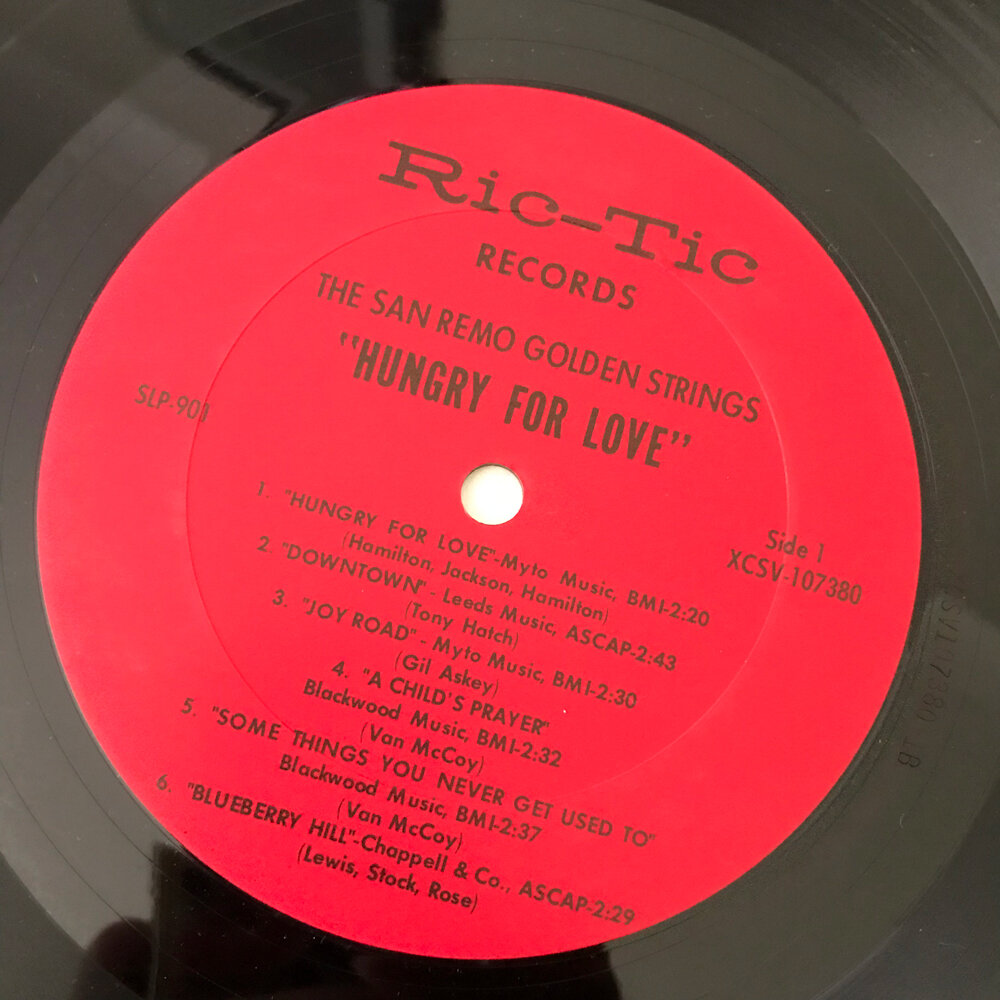 Ric-Tic
RECORDS
THE SAN REMO GOLDEN STRINGS
"HUNGRY FOR LOVE"
SLP-901
Side 1
XCSV-107380
1. "HUNGRY FOR LOVE"-Myto Music, BMI-2:20
(Hamilton, Jackson, Hamilton)
2. "DOWNTOWN" - Leeds Music, ASCAP-2:43
(Tony Hatch)
3. "JOY ROAD" - Myto Music, BMI-2:30
(Gil Askey)
4. "A CHILD'S PRAYER"
Blackwood Music, BMI-2:32
(Van McCoy)
5. "SOME THINGS YOU NEVER GET USED TO"
Blackwood Music, BMI-2:37
(Van McCoy)
6. "BLUEBERRY HILL"-Chappell & Co., ASCAP-2:29
(Lewis, Stock, Rose)